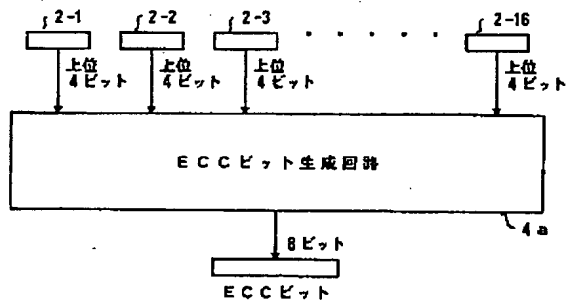 2-1 2-2 2-3 ・・・・・・ 2-16
上位 上位 上位 上位
4ビット 4ビット 4ビット 4ビット
ECCビット生成回路
4a
8ビット
ECCビット